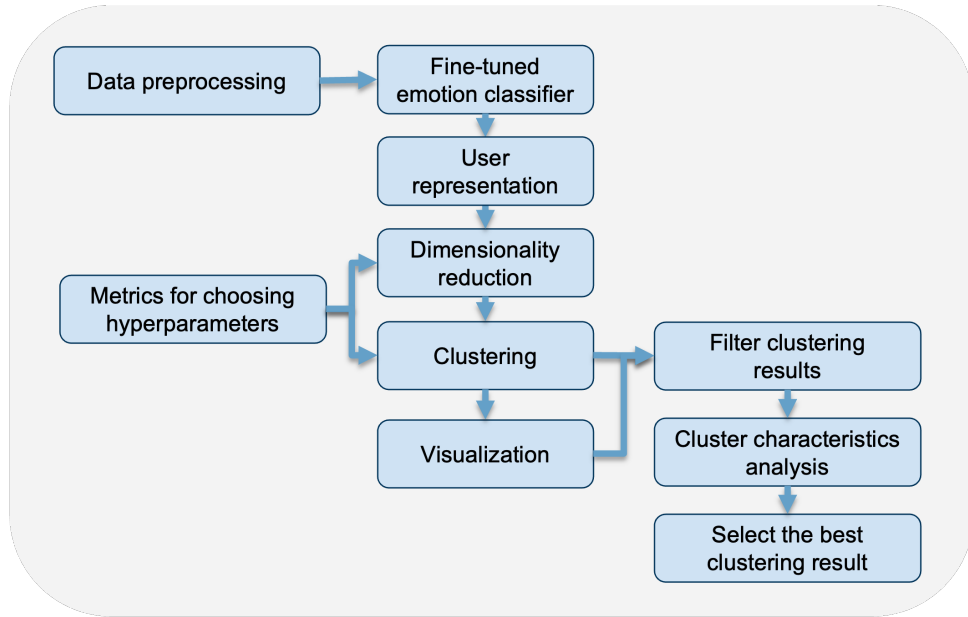 Data preprocessing
Fine-tuned
emotion classifier
User
representation
Dimensionality
reduction
Metrics for choosing
hyperparameters
Clustering
Visualization
Filter clustering
results
Cluster characteristics
analysis
Select the best
clustering result